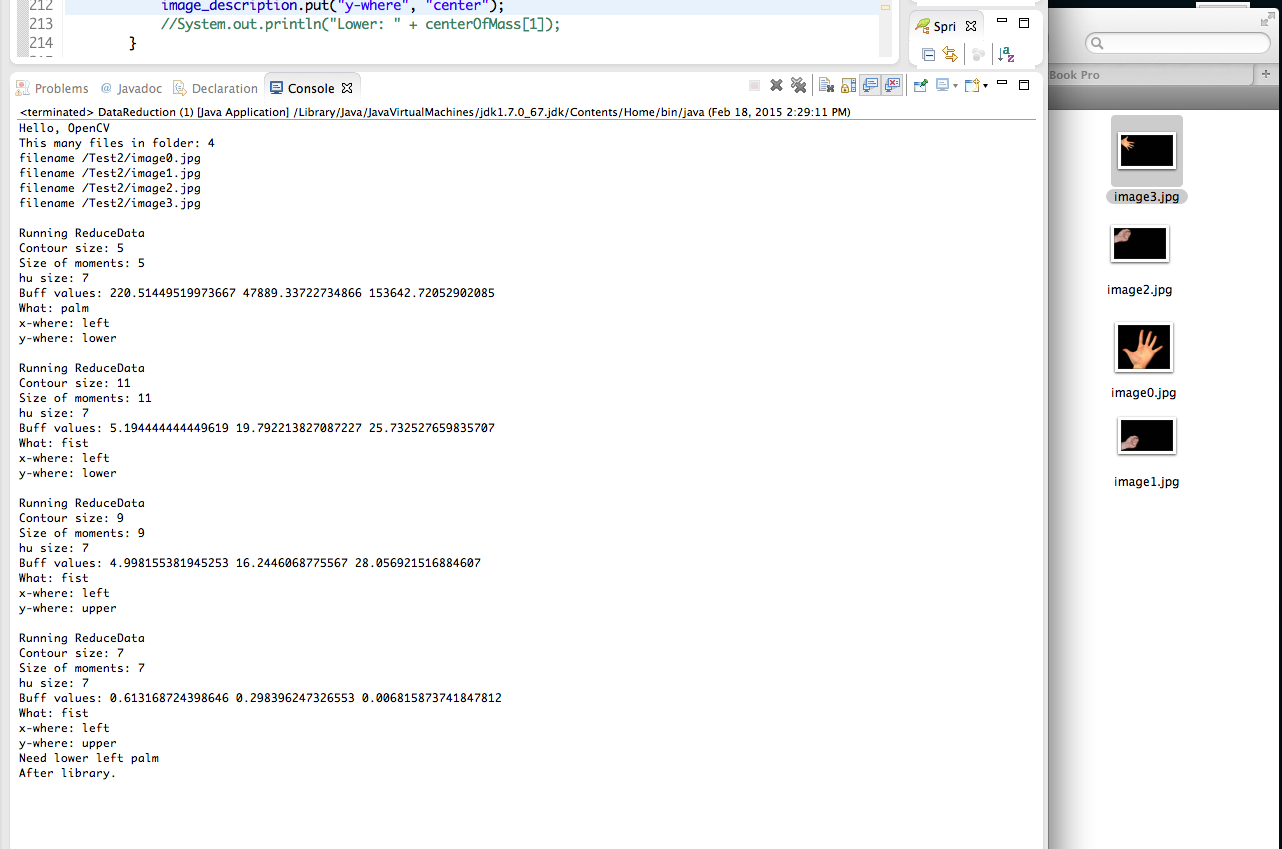 212 image_description.put("y-where", "center");
213 //System.out.println("Lower: " + centerOfMass[1]);
214 }
Spri
Book Pro
Problems @ Javadoc Declaration Console
<terminated> DataReduction (1) [Java Application] /Library/Java/JavaVirtualMachines/jdk1.7.0_67.jdk/Contents/Home/bin/java (Feb 18, 2015 2:29:11 PM)
Hello, OpenCV
This many files in folder: 4
filename /Test2/image0.jpg
filename /Test2/image1.jpg
filename /Test2/image2.jpg
filename /Test2/image3.jpg
Running ReduceData
Contour size: 5
Size of moments: 5
hu size: 7
Buff values: 220.51449519973667 47889.33722734866 153642.72052902085
What: palm
x-where: left
y-where: lower
Running ReduceData
Contour size: 11
Size of moments: 11
hu size: 7
Buff values: 5.194444444449619 19.792213827087227 25.732527659835707
What: fist
x-where: left
y-where: lower
Running ReduceData
Contour size: 9
Size of moments: 9
hu size: 7
Buff values: 4.998155381945253 16.2446068775567 28.056921516884607
What: fist
x-where: left
y-where: upper
Running ReduceData
Contour size: 7
Size of moments: 7
hu size: 7
Buff values: 0.613168724398646 0.298396247326553 0.006815873741847812
What: fist
x-where: left
y-where: upper
Need lower left palm
After library.
image3.jpg
image2.jpg
image0.jpg
image1.jpg